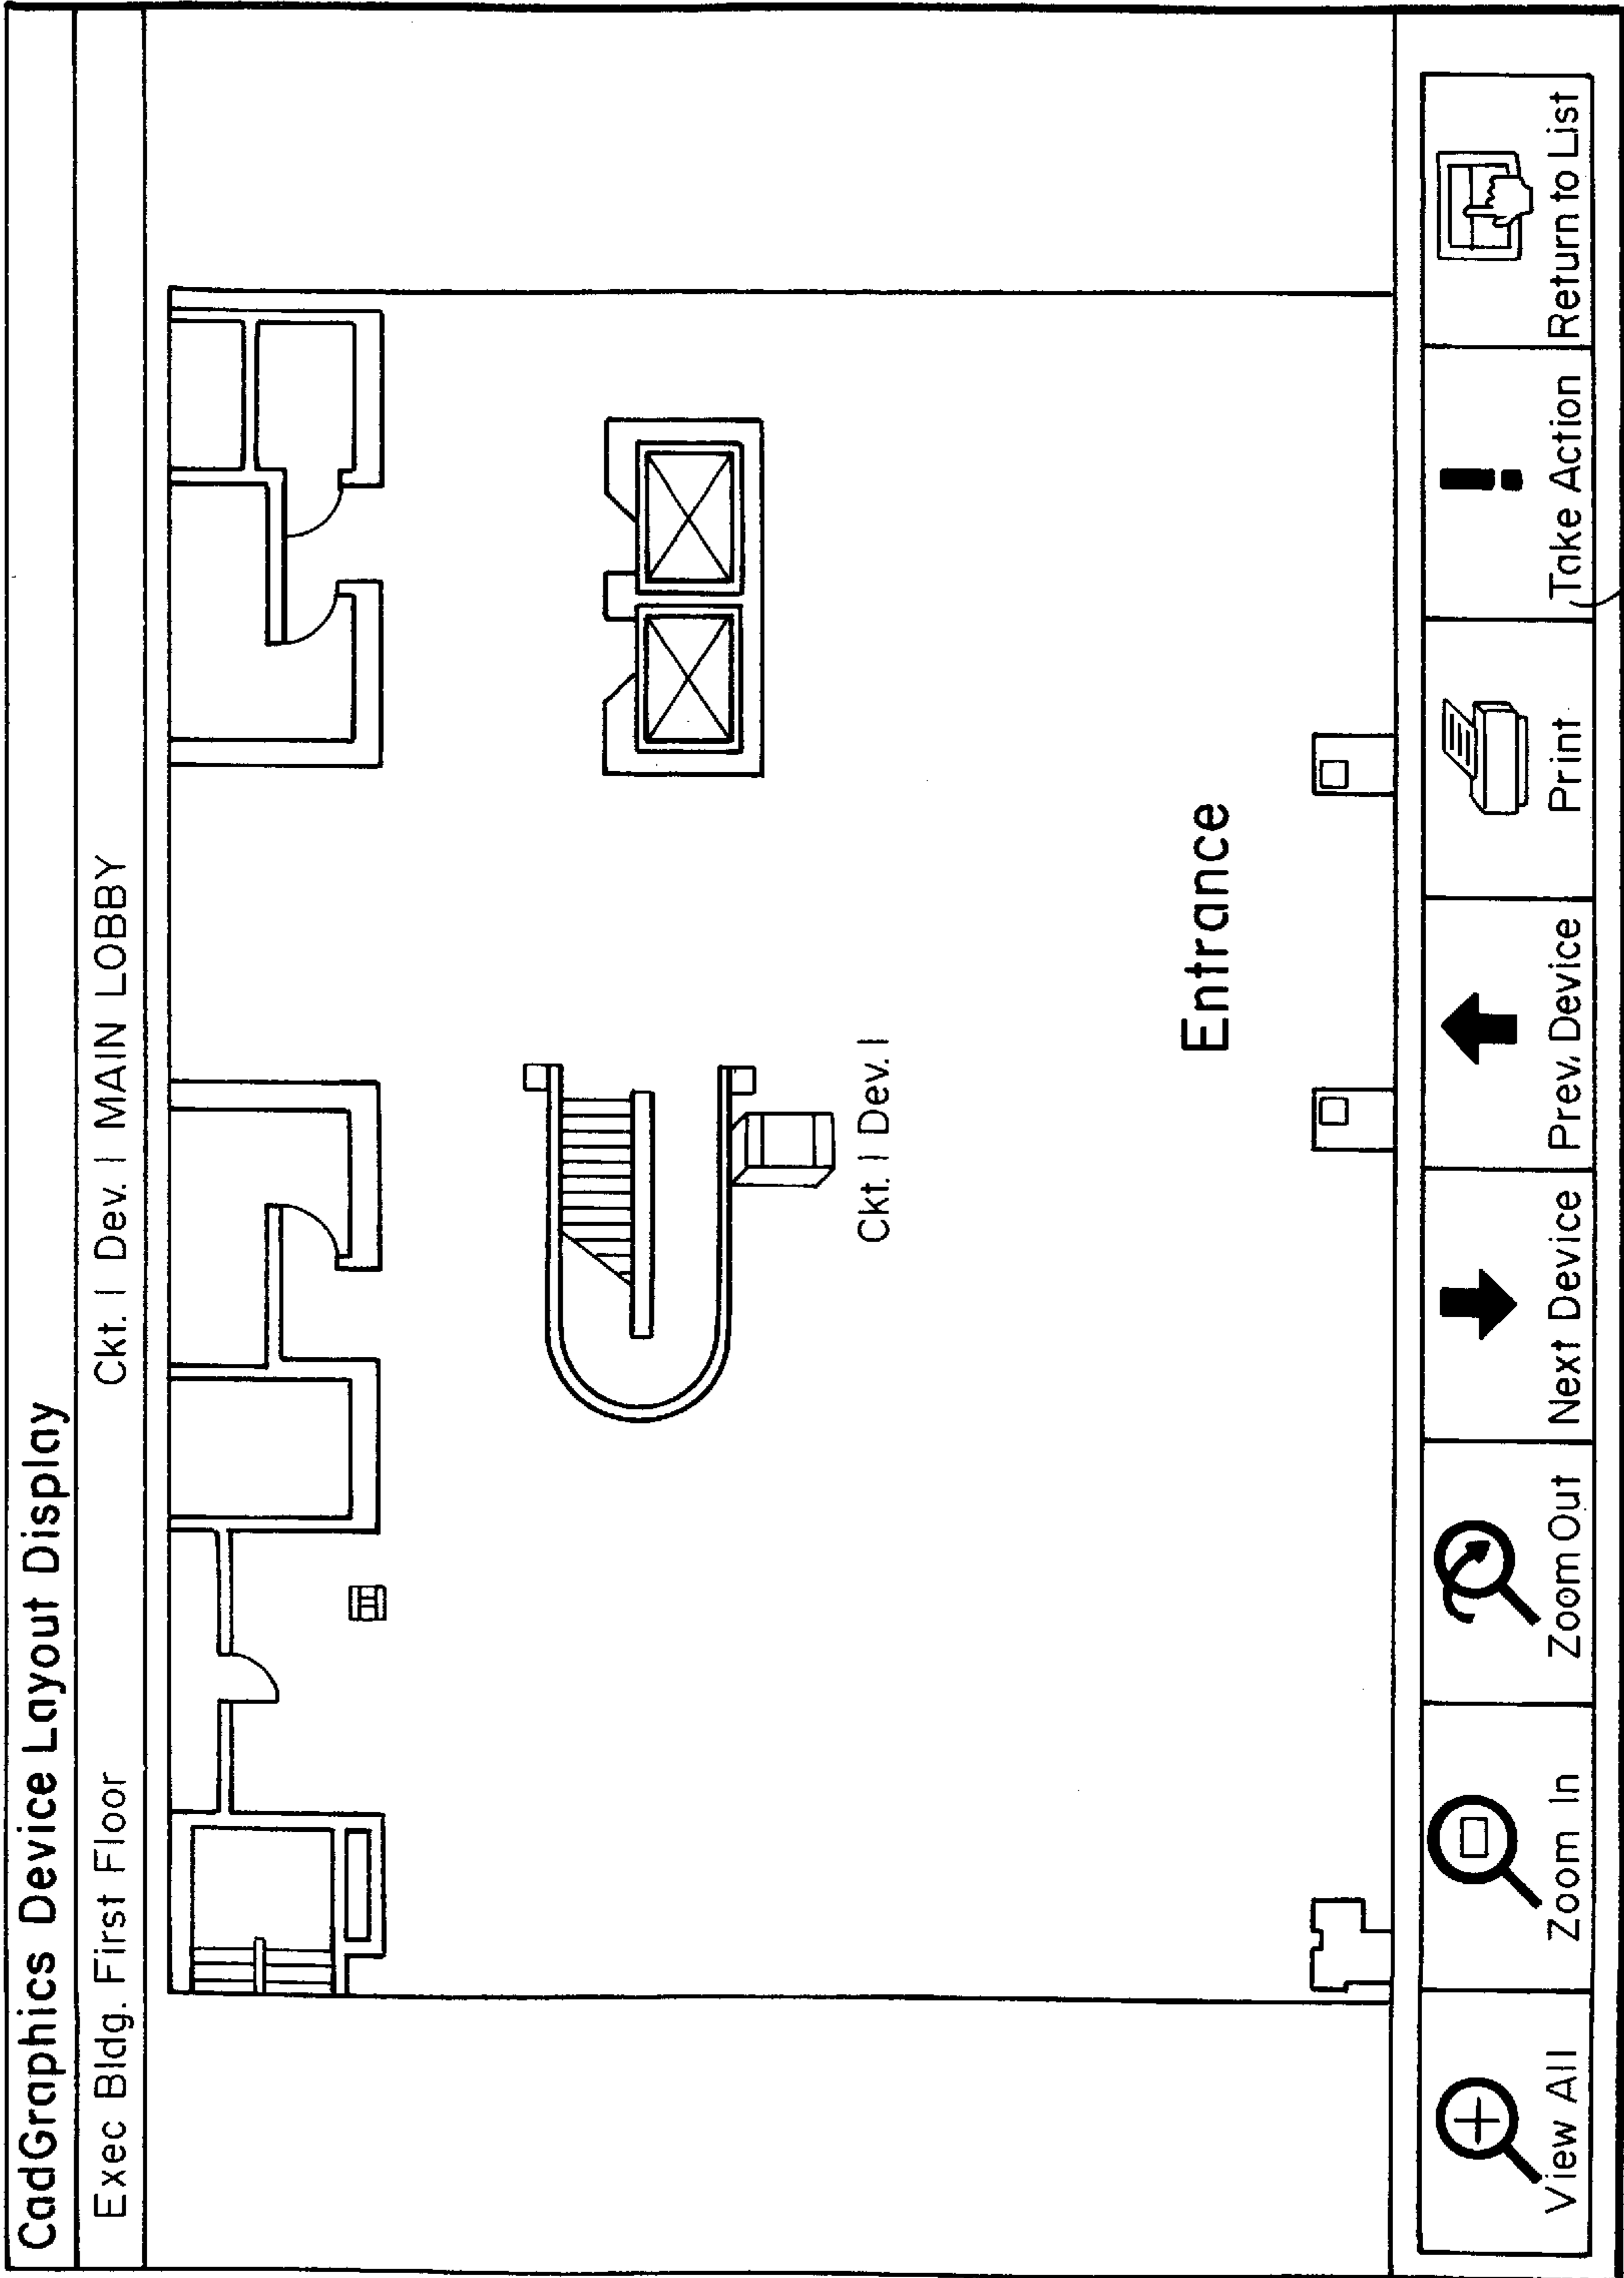 CadGraphics Device Layout Display
Exec Bldg. First Floor Ckt. 1 Dev. 1 MAIN LOBBY
Ckt. 1 Dev. 1
Entrance
View All Zoom In Zoom Out Next Device Prev. Device Print Take Action Return to List